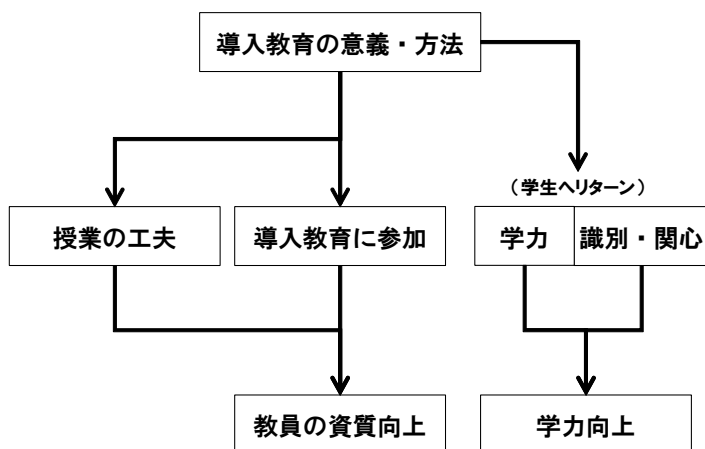 導入教育の意義・方法
（学生へリターン）
授業の工夫
導入教育に参加
学力
識別・関心
教員の資質向上
学力向上